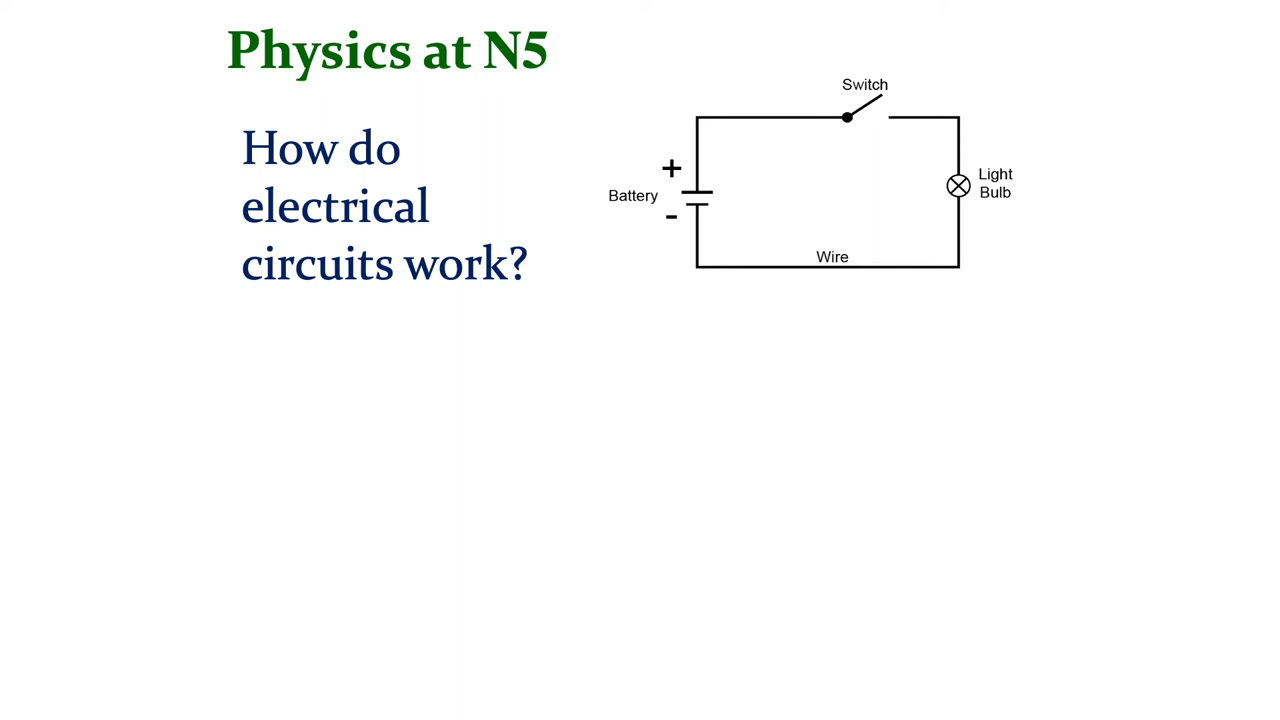 Physics at N5
How do
electrical
circuits work?
Switch
+
Battery
-
Light
Bulb
Wire